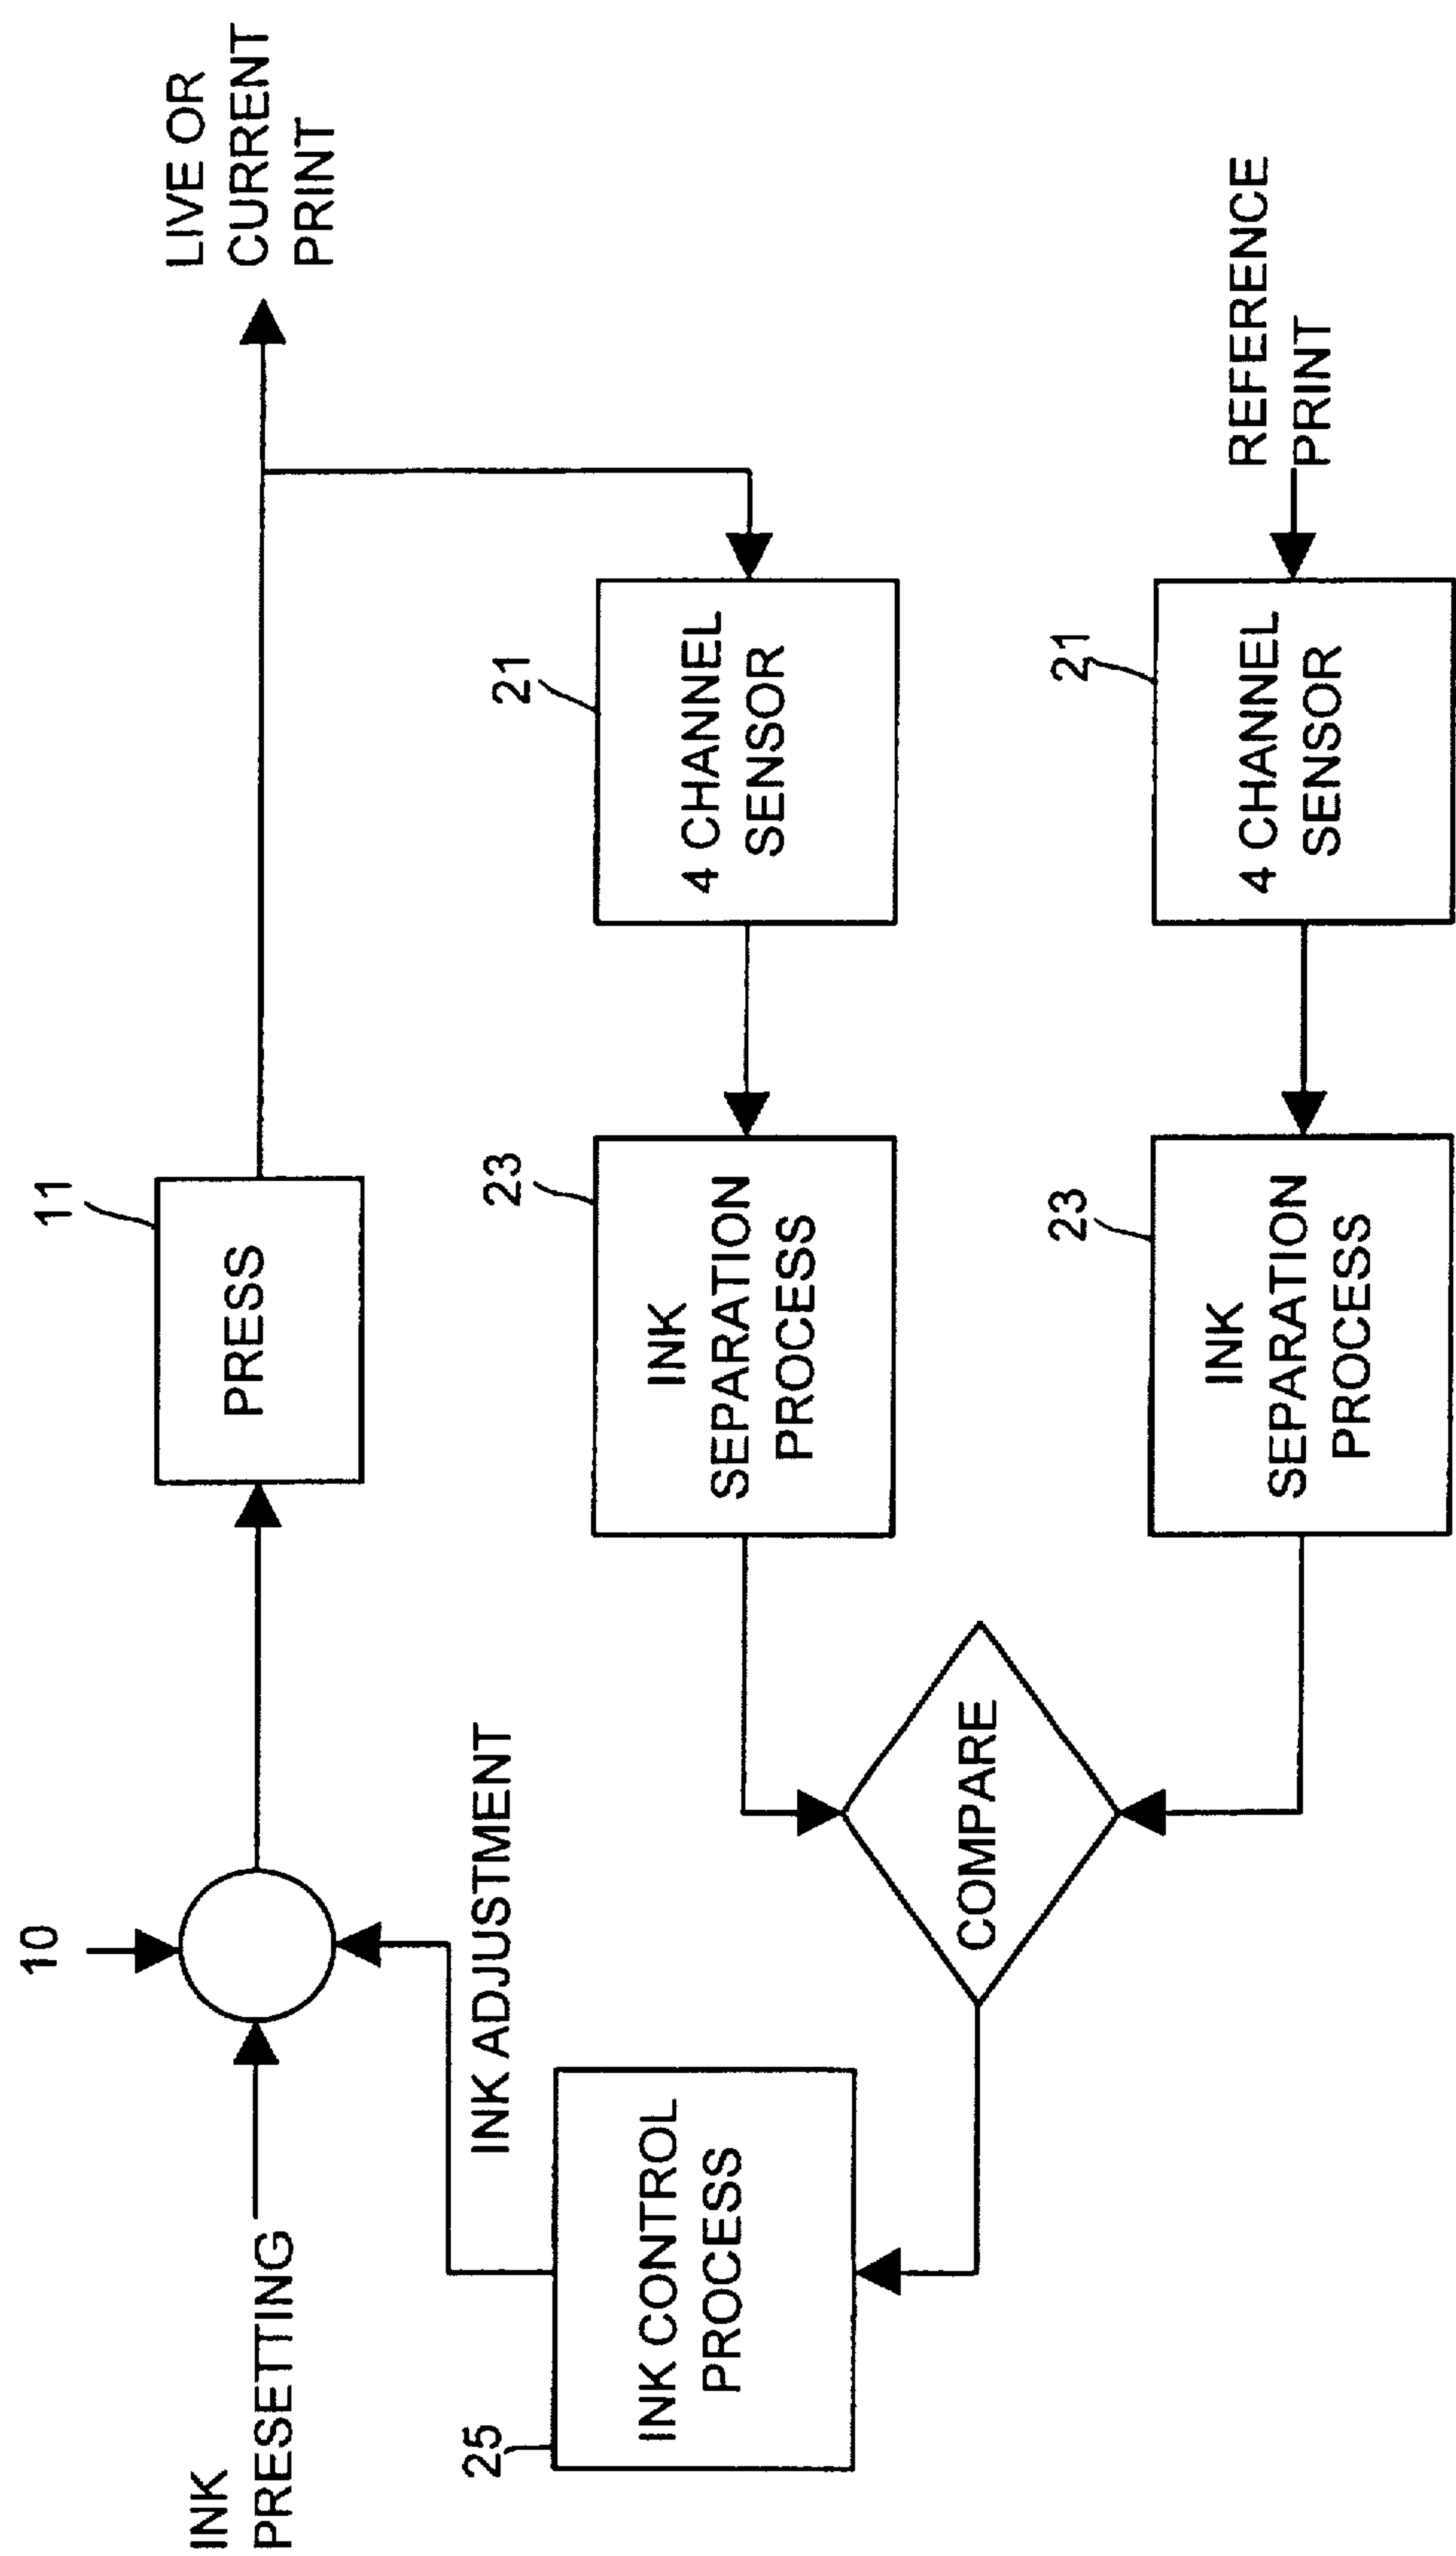 10
11
INK
PRESETTING
PRESS
LIVE OR
CURRENT
PRINT
INK ADJUSTMENT
25
INK CONTROL
PROCESS
23
INK
SEPARATION
PROCESS
21
4 CHANNEL
SENSOR
COMPARE
23
INK
SEPARATION
PROCESS
21
4 CHANNEL
SENSOR
REFERENCE
PRINT